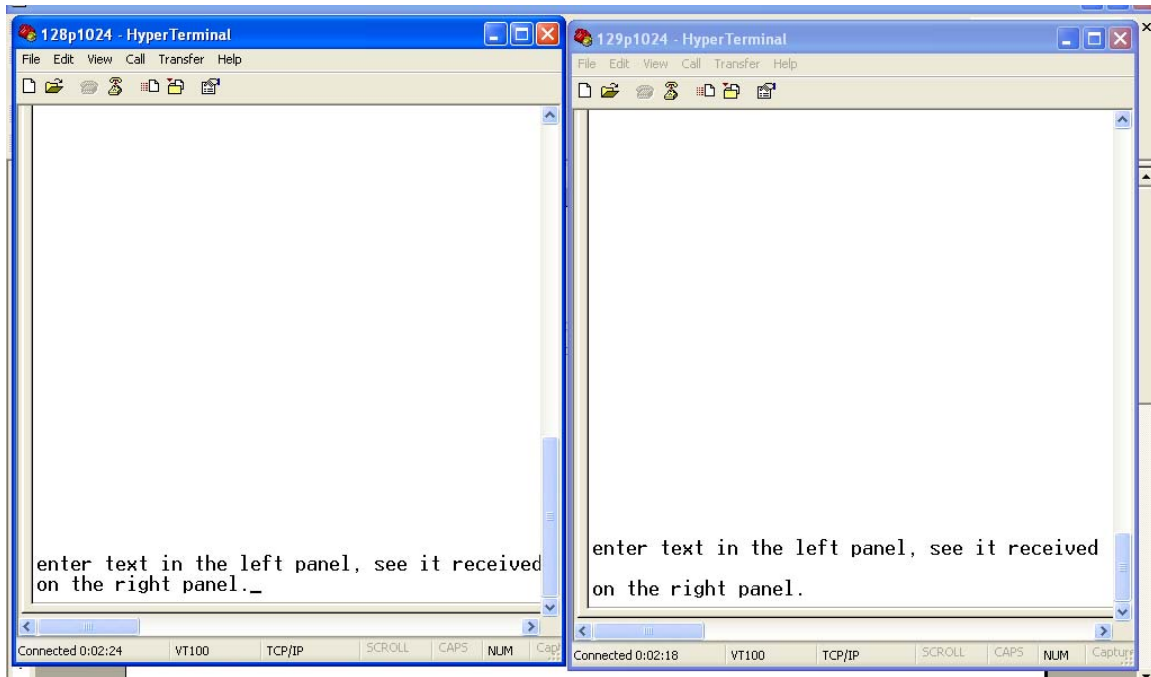 128p1024 - HyperTerminal
File Edit View Call Transfer Help
enter text in the left panel, see it received
on the right panel._
Connected 0:02:24 VT100 TCP/IP SCROLL CAPS NUM Capt
129p1024 - HyperTerminal
File Edit View Call Transfer Help
enter text in the left panel, see it received
on the right panel.
Connected 0:02:18 VT100 TCP/IP SCROLL CAPS NUM Capture